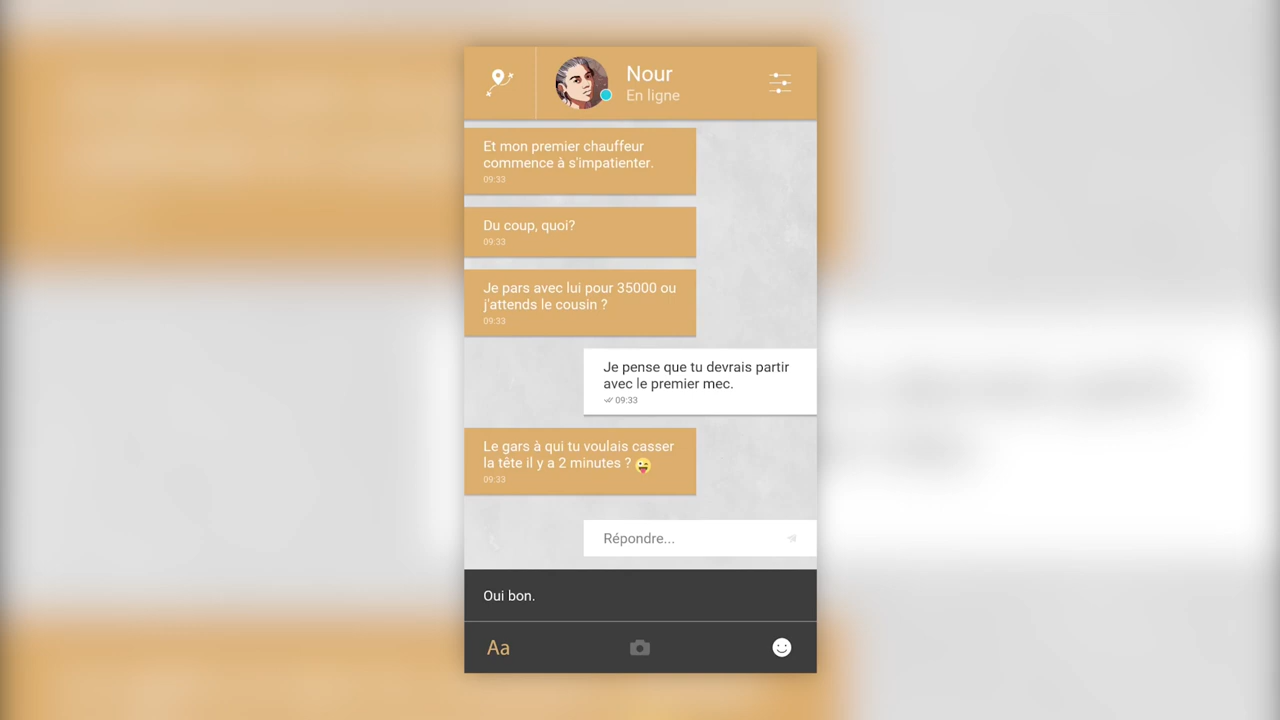 Nour
En ligne
Et mon premier chauffeur
commence à s'impatienter.
09:33
Du coup, quoi?
09:33
Je pars avec lui pour 35000 ou
j'attends le cousin ?
09:33
Je pense que tu devrais partir
avec le premier mec.
09:33
Le gars à qui tu voulais casser
la tête il y a 2 minutes ? 😜
09:33
Répondre...
Oui bon.
Aa